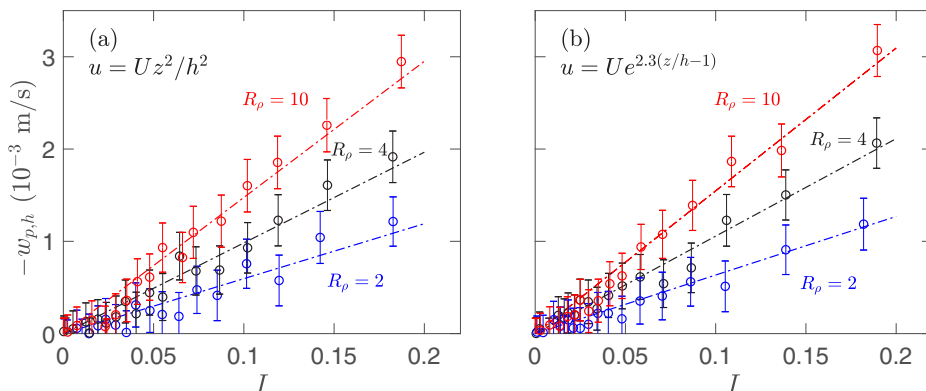 (a)
u = Uz²/h²
R_ρ = 10
R_ρ = 4
R_ρ = 2
−w_{p,h} (10⁻³ m/s)
3
2
1
0
0 0.05 0.1 0.15 0.2
I
(b)
u = Ue^{2.3(z/h−1)}
R_ρ = 10
R_ρ = 4
R_ρ = 2
0 0.05 0.1 0.15 0.2
I